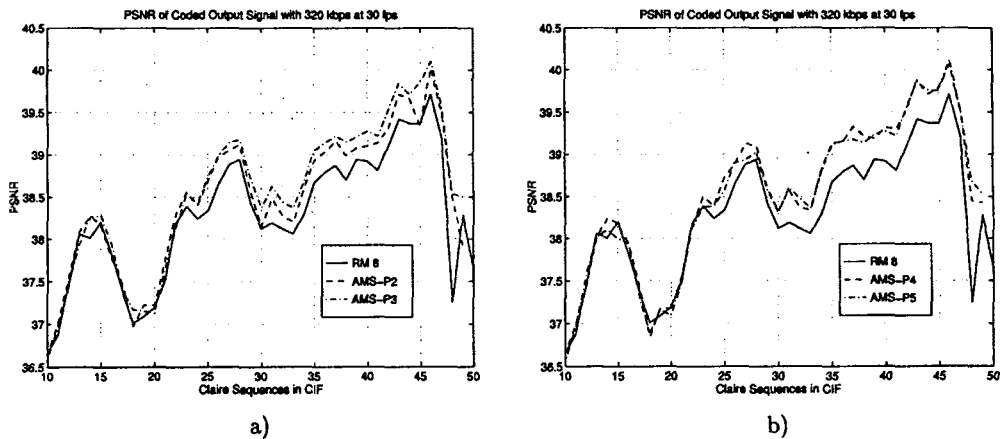 PSNR of Coded Output Signal with 320 kbps at 30 fps
40.5
40
39.5
39
38.5
38
37.5
37
36.5
PSNR
10 15 20 25 30 35 40 45 50
Claire Sequences in CIF
RM 8
AMS-P2
AMS-P3
a)
PSNR of Coded Output Signal with 320 kbps at 30 fps
40.5
40
39.5
39
38.5
38
37.5
37
36.5
PSNR
10 15 20 25 30 35 40 45 50
Claire Sequences in CIF
RM 8
AMS-P4
AMS-P5
b)